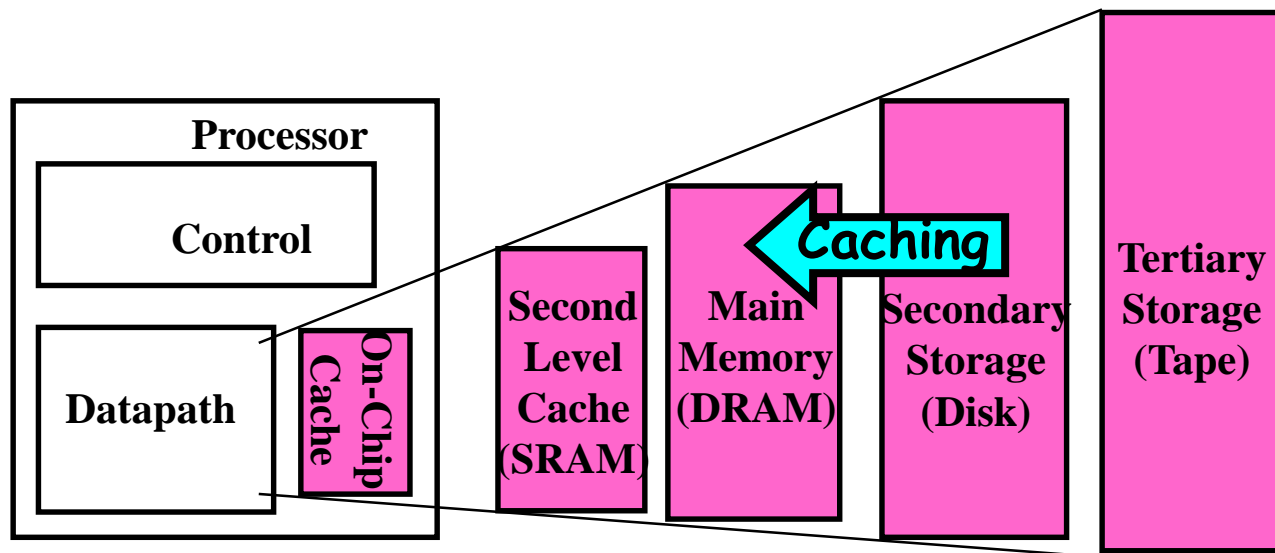 Processor
Control
Datapath
On-Chip
Cache
Second
Level
Cache
(SRAM)
Main
Memory
(DRAM)
Caching
Secondary
Storage
(Disk)
Tertiary
Storage
(Tape)